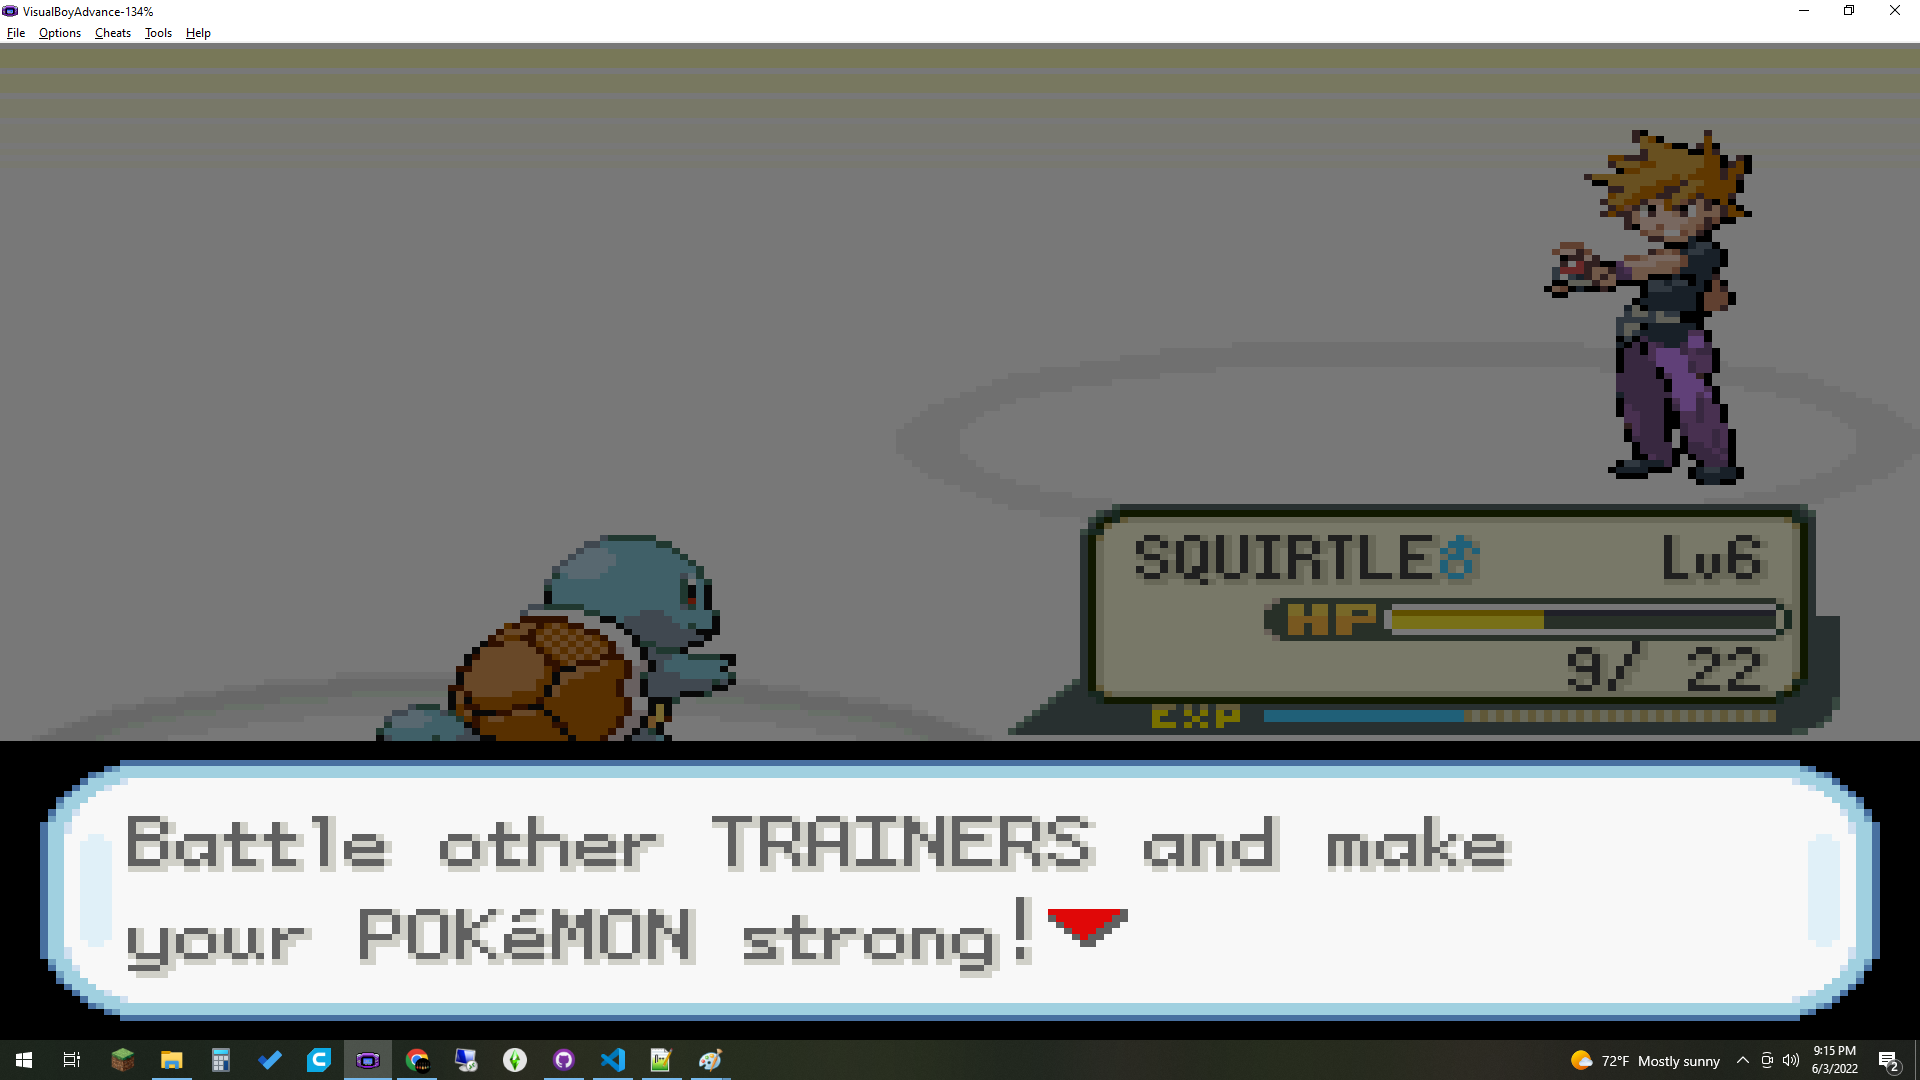 VisualBoyAdvance-134%
File Options Cheats Tools Help
SQUIRTLE♂ Lv6
HP
9/ 22
EXP
Battle other TRAINERS and make
your POKéMON strong!
72°F Mostly sunny
9:15 PM
6/3/2022
2